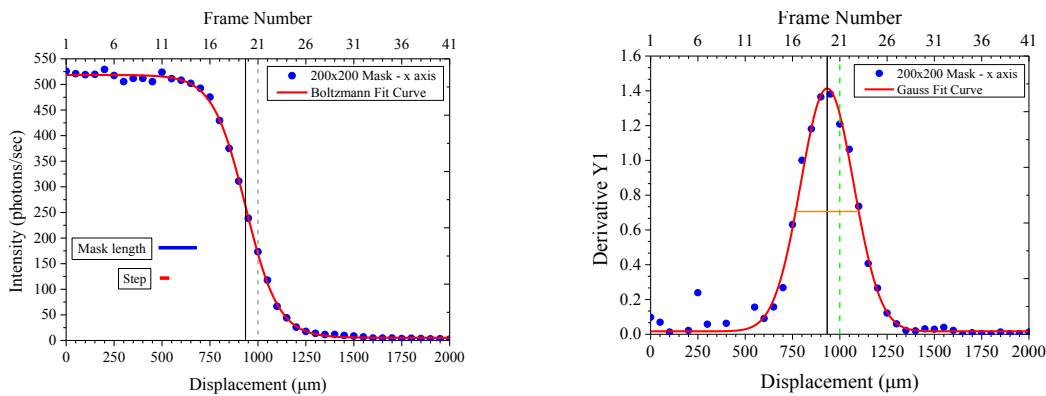 Frame Number
1 6 11 16 21 26 31 36 41
550
500
450
400
350
300
250
200
150
100
50
0
Intensity (photons/sec)
200x200 Mask - x axis
Boltzmann Fit Curve
Mask length
Step
0 250 500 750 1000 1250 1500 1750 2000
Displacement (μm)
Frame Number
1 6 11 16 21 26 31 36 41
1.6
1.4
1.2
1.0
0.8
0.6
0.4
0.2
0.0
Derivative Y1
200x200 Mask - x axis
Gauss Fit Curve
0 250 500 750 1000 1250 1500 1750 2000
Displacement (μm)